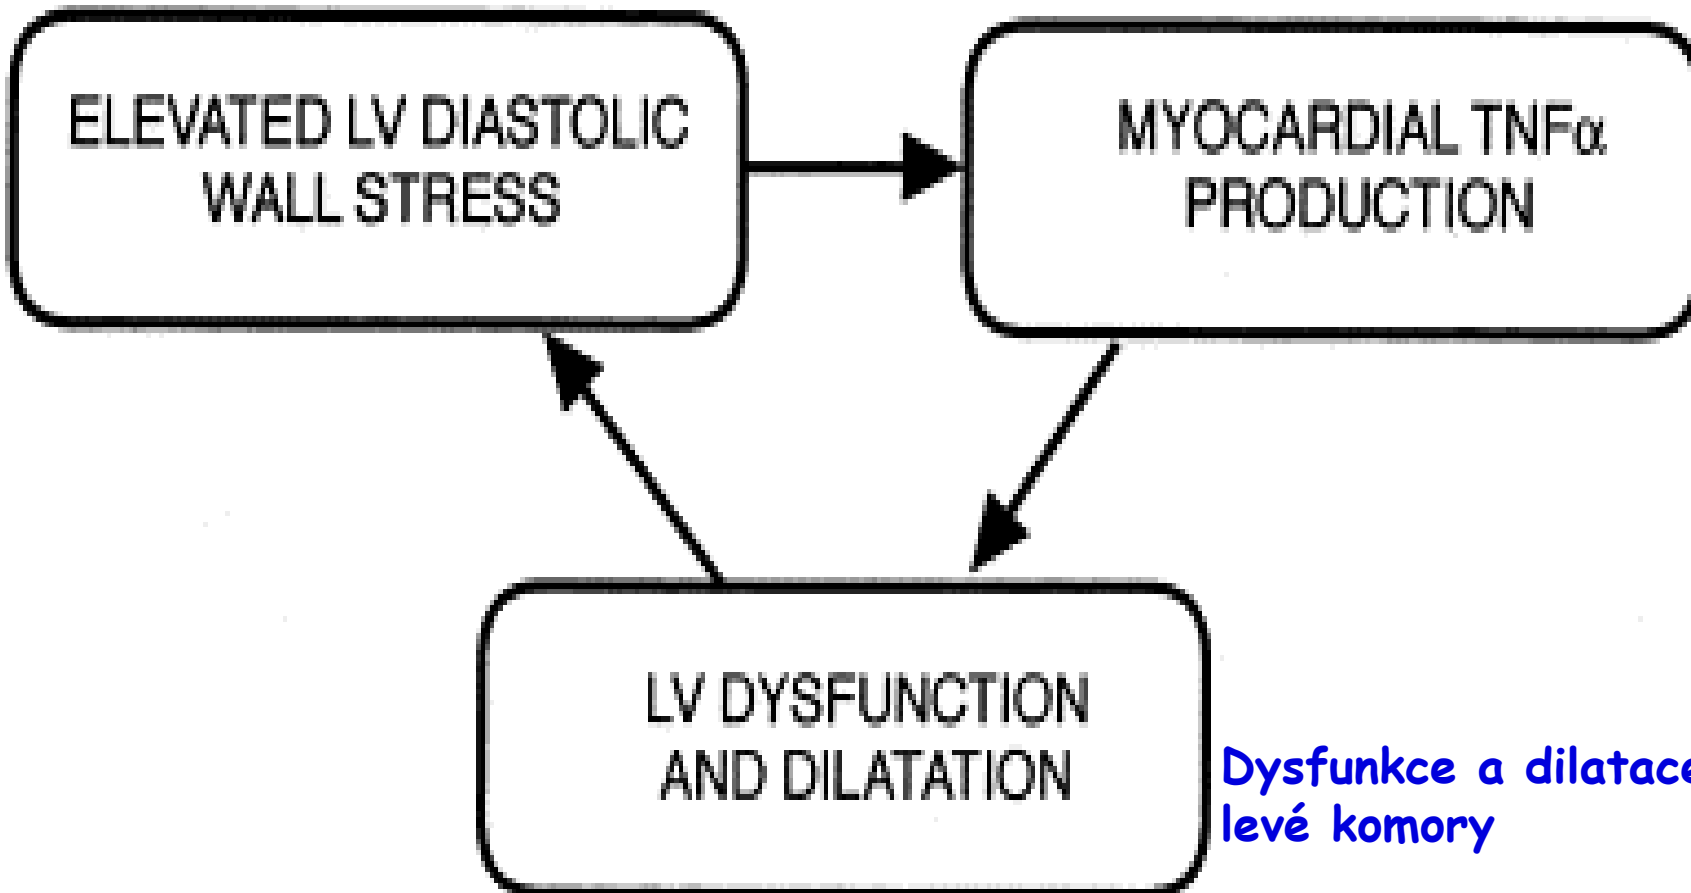 ELEVATED LV DIASTOLIC
WALL STRESS
MYOCARDIAL TNFα
PRODUCTION
LV DYSFUNCTION
AND DILATATION
Dysfunkce a dilatace
levé komory